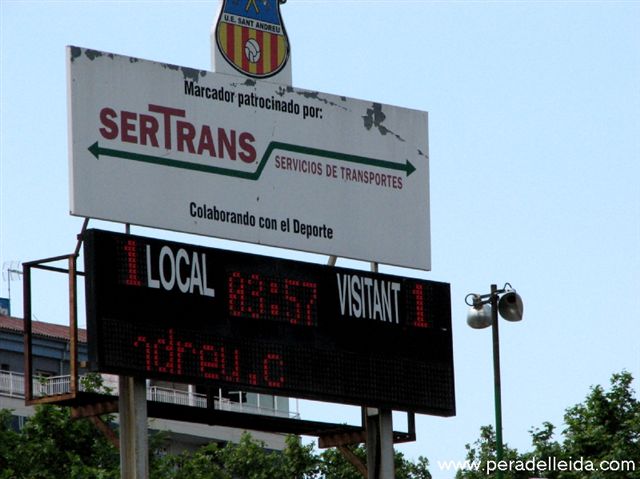 U.E. SANT ANDREU
Marcador patrocinado por:
SERTRANS
SERVICIOS DE TRANSPORTES
Colaborando con el Deporte
1 LOCAL 03:57 VISITANT 1
ndreu.c
www.peradelleida.com